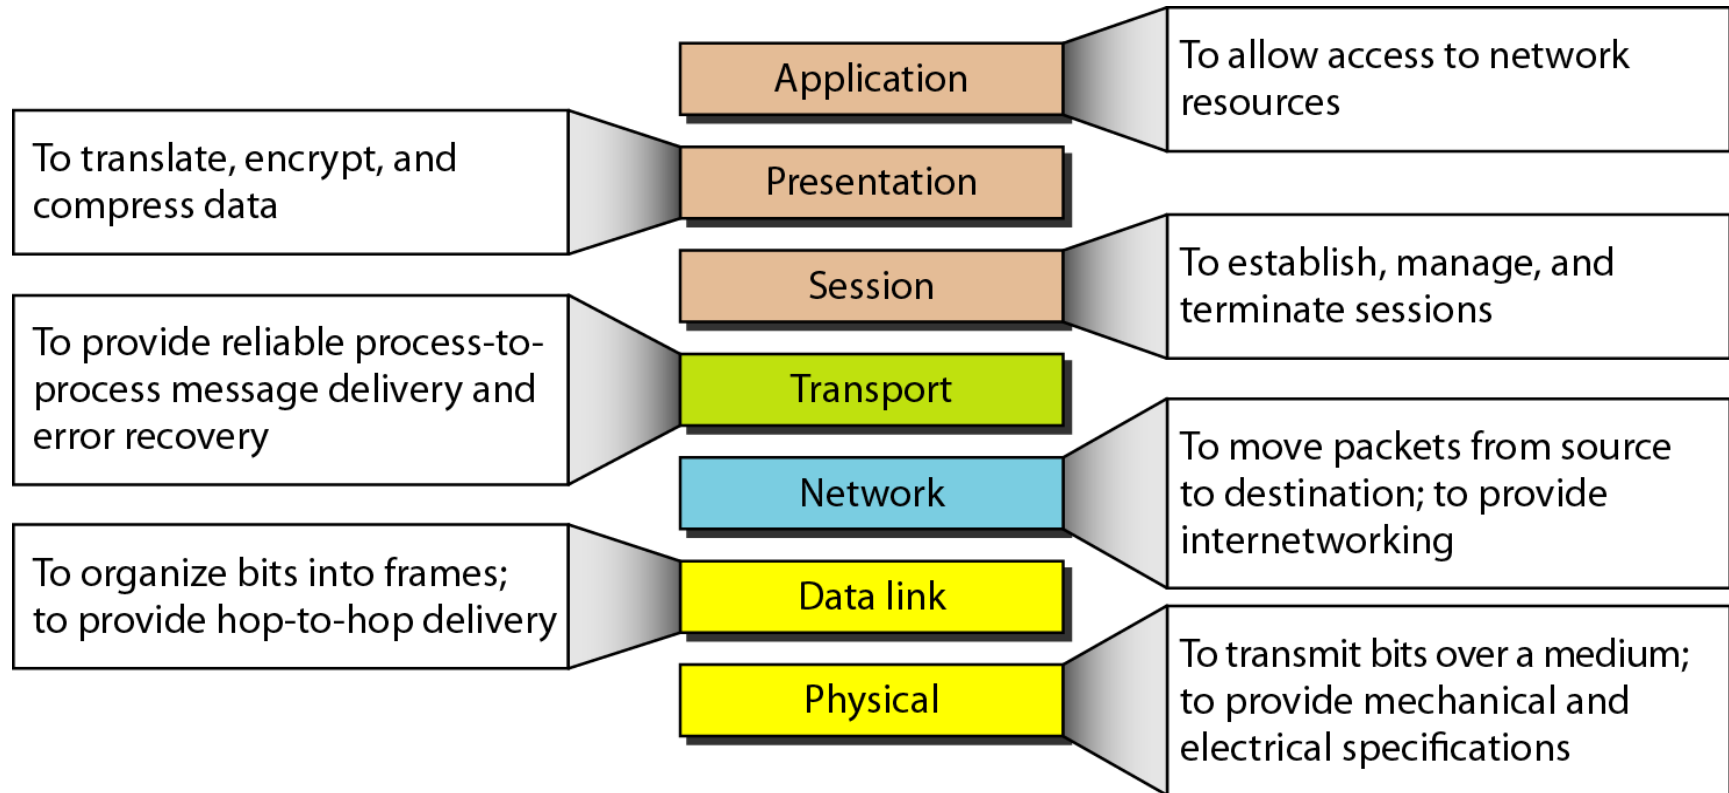 Application
To allow access to network
resources
To translate, encrypt, and
compress data
Presentation
Session
To establish, manage, and
terminate sessions
To provide reliable process-to-
process message delivery and
error recovery
Transport
Network
To move packets from source
to destination; to provide
internetworking
To organize bits into frames;
to provide hop-to-hop delivery
Data link
Physical
To transmit bits over a medium;
to provide mechanical and
electrical specifications